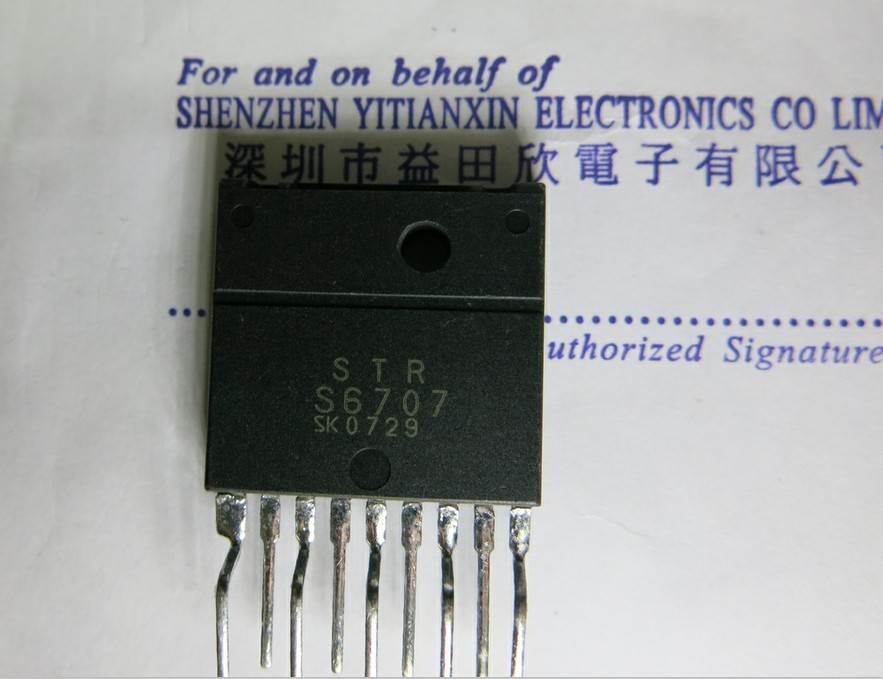 For and on behalf of
SHENZHEN YITIANXIN ELECTRONICS CO LIM
深圳市益田欣電子有限公
uthorized Signature
STR
S6707
SK0729